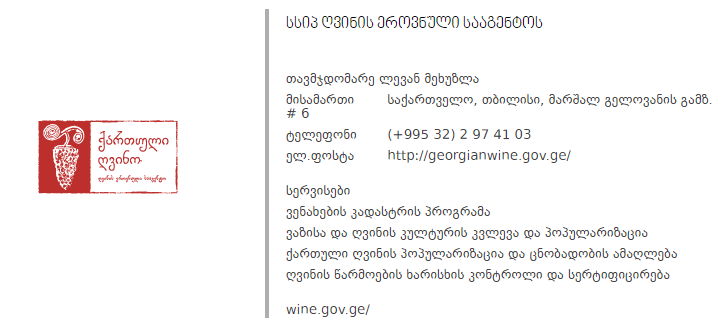 სსიპ ღვინის ეროვნული სააგენტოს
თავმჯდომარე ლევან მეხუზლა
მისამართი საქართველო, თბილისი, მარშალ გელოვანის გამზ.
# 6
ტელეფონი (+995 32) 2 97 41 03
ელ.ფოსტა http://georgianwine.gov.ge/
სერვისები
ვენახების კადასტრის პროგრამა
ვაზისა და ღვინის კულტურის კვლევა და პოპულარიზაცია
ქართული ღვინის პოპულარიზაცია და ცნობადობის ამაღლება
ღვინის წარმოების ხარისხის კონტროლი და სერტიფიცირება
wine.gov.ge/
ქართული
ღვინო
ღვინის ეროვნული სააგენტო